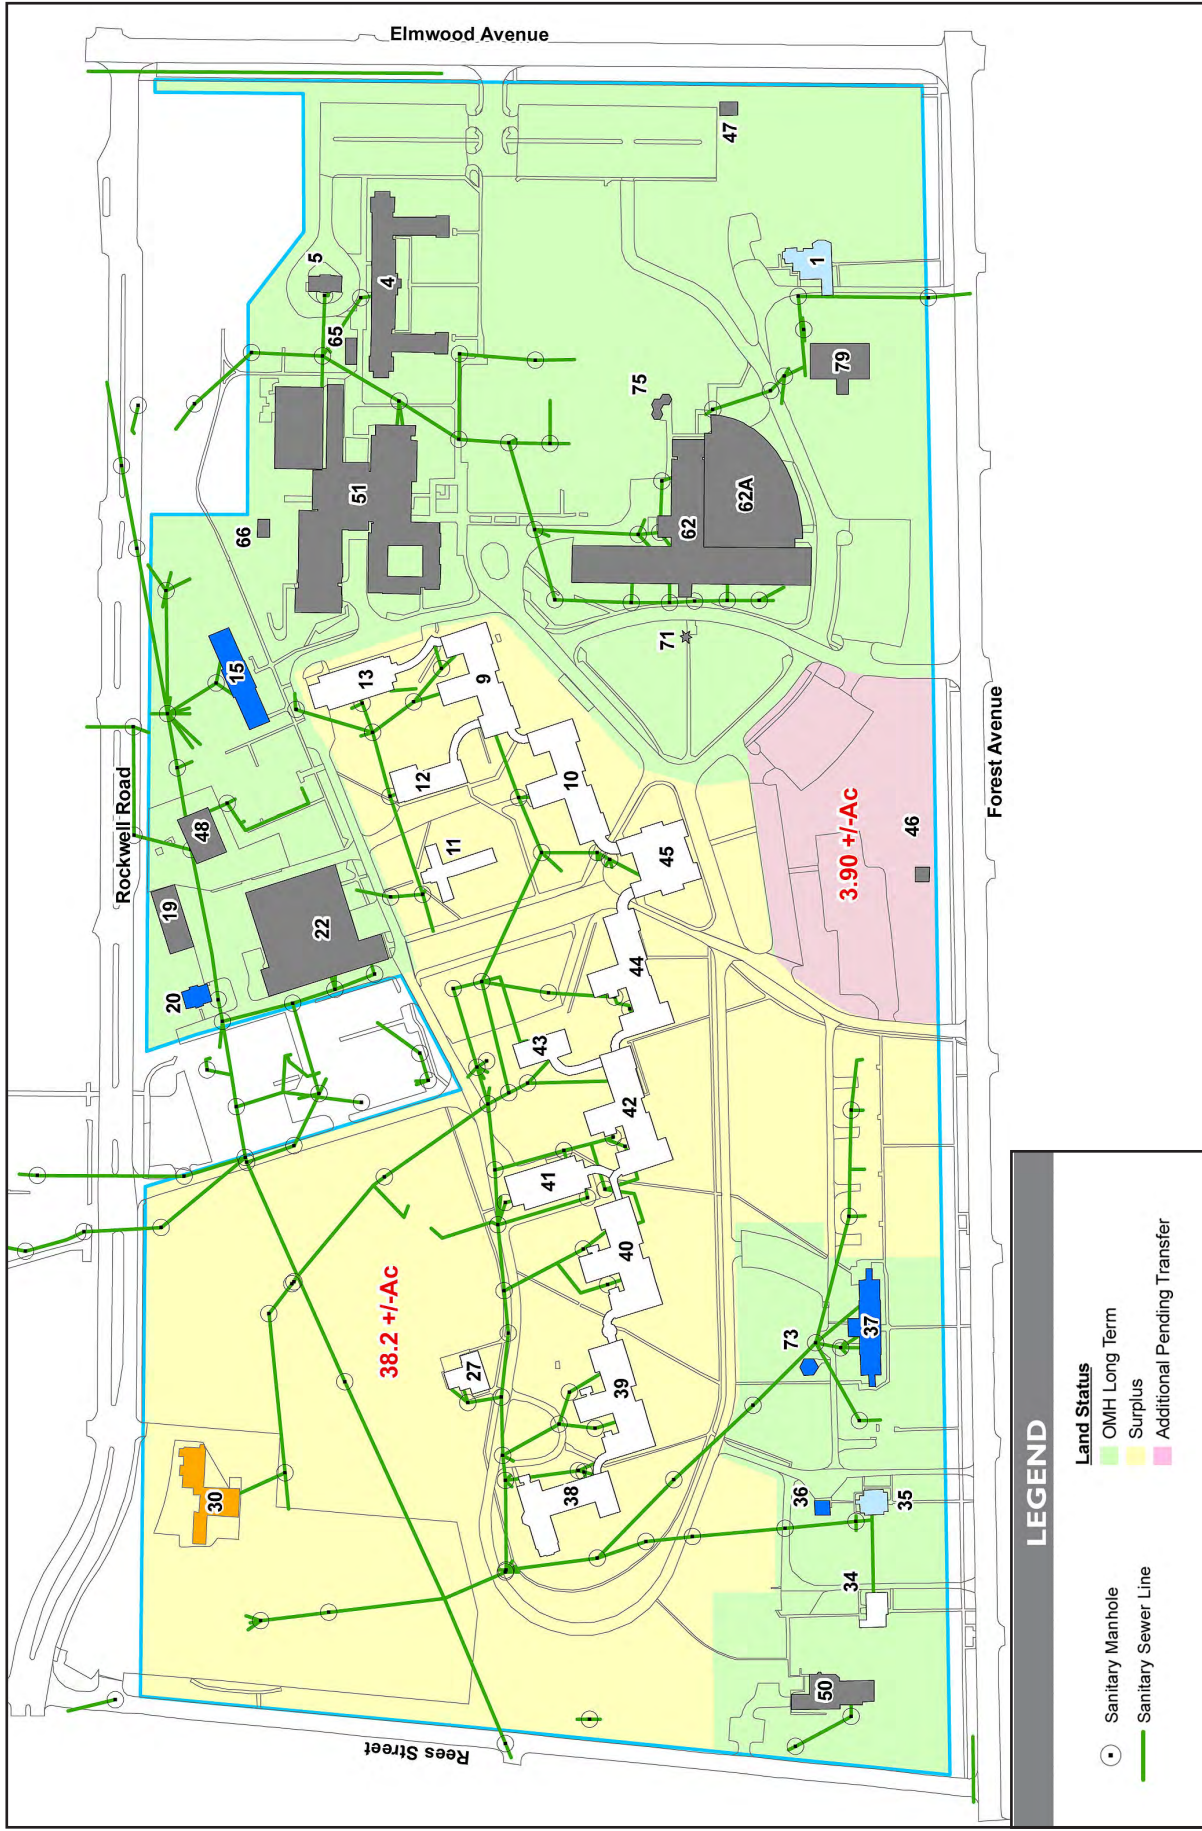 Elmwood Avenue
47
5
4
65
1
79
75
51
62A
62
66
71
15
13
9
Rockwell Road
12
10
Forest Avenue
48
11
45
3.90 +/-Ac
46
19
22
20
44
43
42
41
40
38.2 +/-Ac
73
37
27
39
30
38
36
35
34
50
Rees Street
LEGEND
Land Status
OMH Long Term
Surplus
Additional Pending Transfer
Sanitary Manhole
Sanitary Sewer Line